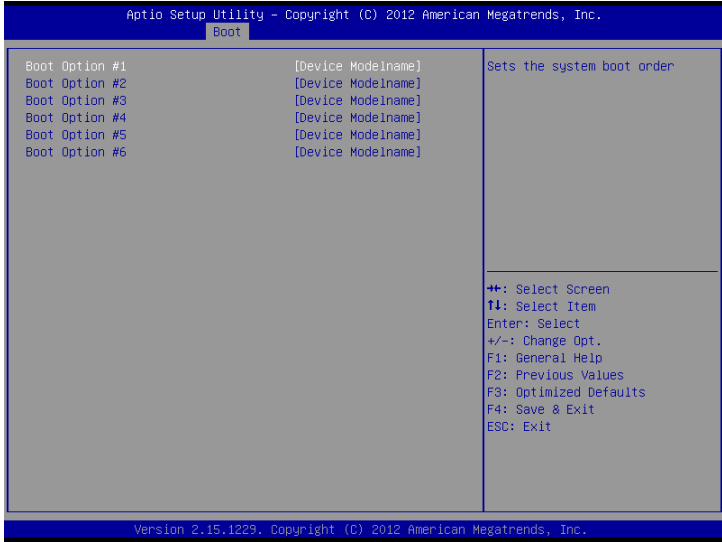 Aptio Setup Utility – Copyright (C) 2012 American Megatrends, Inc.
Boot
Boot Option #1 [Device Modelname]
Boot Option #2 [Device Modelname]
Boot Option #3 [Device Modelname]
Boot Option #4 [Device Modelname]
Boot Option #5 [Device Modelname]
Boot Option #6 [Device Modelname]
Sets the system boot order
→←: Select Screen
↑↓: Select Item
Enter: Select
+/-: Change Opt.
F1: General Help
F2: Previous Values
F3: Optimized Defaults
F4: Save & Exit
ESC: Exit
Version 2.15.1229. Copyright (C) 2012 American Megatrends, Inc.